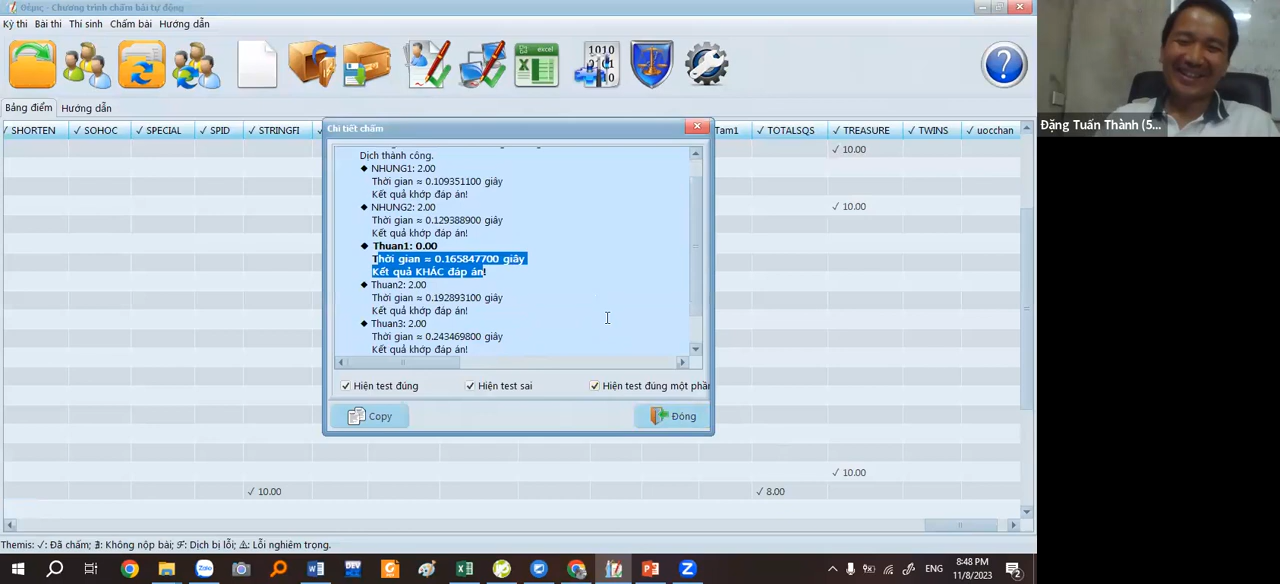 Θέμις - Chương trình chấm bài tự động
Kỳ thi Bài thi Thí sinh Chấm bài Hướng dẫn
excel
1010
Bảng điểm Hướng dẫn
SHORTEN ✓ SOHOC ✓ SPECIAL ✓ SPID ✓ STRINGFI ✓ Tam1 ✓ TOTALSQS ✓ TREASURE ✓ TWINS ✓ uocchan
✓ 10.00
✓ 10.00
✓ 10.00
✓ 10.00 ✓ 8.00
Chi tiết chấm
Dịch thành công.
◆ NHUNG1: 2.00
Thời gian ≈ 0.109351100 giây
Kết quả khớp đáp án!
◆ NHUNG2: 2.00
Thời gian ≈ 0.129388900 giây
Kết quả khớp đáp án!
◆ Thuan1: 0.00
Thời gian ≈ 0.165847700 giây
Kết quả KHÁC đáp án!
◆ Thuan2: 2.00
Thời gian ≈ 0.192893100 giây
Kết quả khớp đáp án!
◆ Thuan3: 2.00
Thời gian ≈ 0.243469800 giây
Kết quả khớp đáp án!
Hiện test đúng Hiện test sai Hiện test đúng một phần
Copy Đóng
Themis: ✓: Đã chấm; ∄: Không nộp bài; ℱ: Dịch bị lỗi; ⚠: Lỗi nghiêm trọng.
Zalo DEV ENG 8:48 PM
11/8/2023
Đặng Tuấn Thành (5...